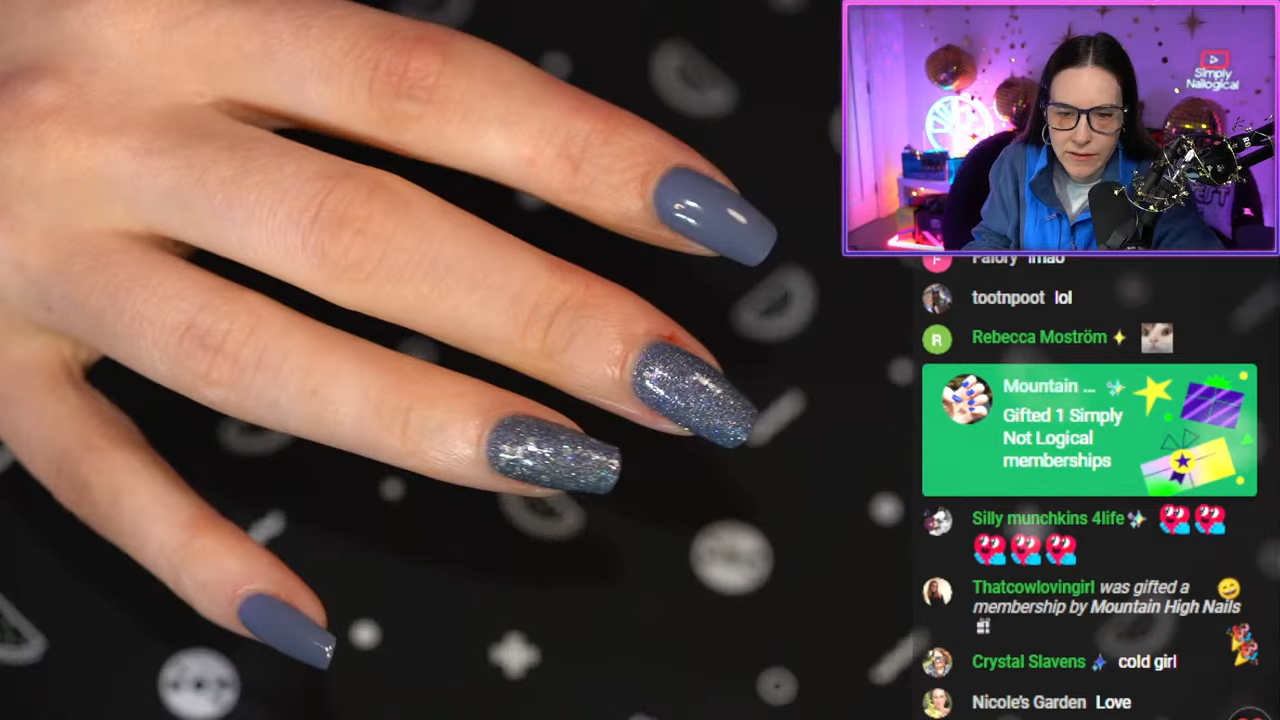 Simply
Nailogical
Falory lmao
tootnpoot lol
R
Rebecca Moström
Mountain ...
Gifted 1 Simply
Not Logical
memberships
Silly munchkins 4life
Thatcowlovingirl was gifted a
membership by Mountain High Nails
Crystal Slavens cold girl
Nicole's Garden Love